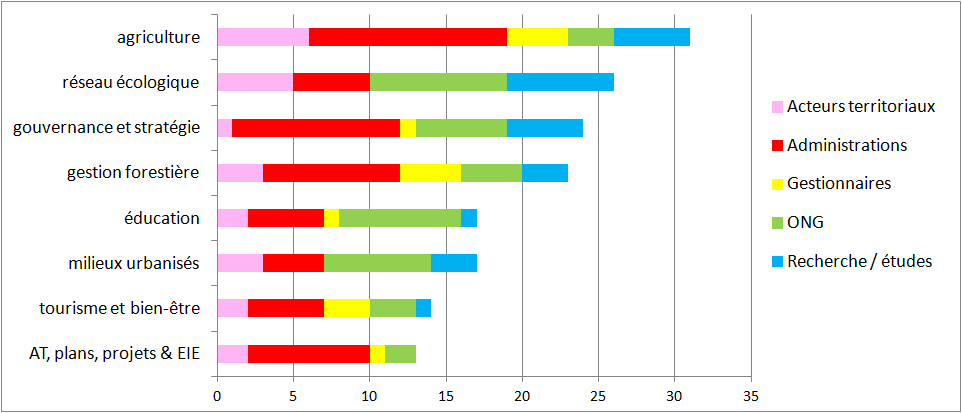 agriculture
réseau écologique
gouvernance et stratégie
gestion forestière
éducation
milieux urbanisés
tourisme et bien-être
AT, plans, projets & EIE
0 5 10 15 20 25 30 35
Acteurs territoriaux
Administrations
Gestionnaires
ONG
Recherche / études